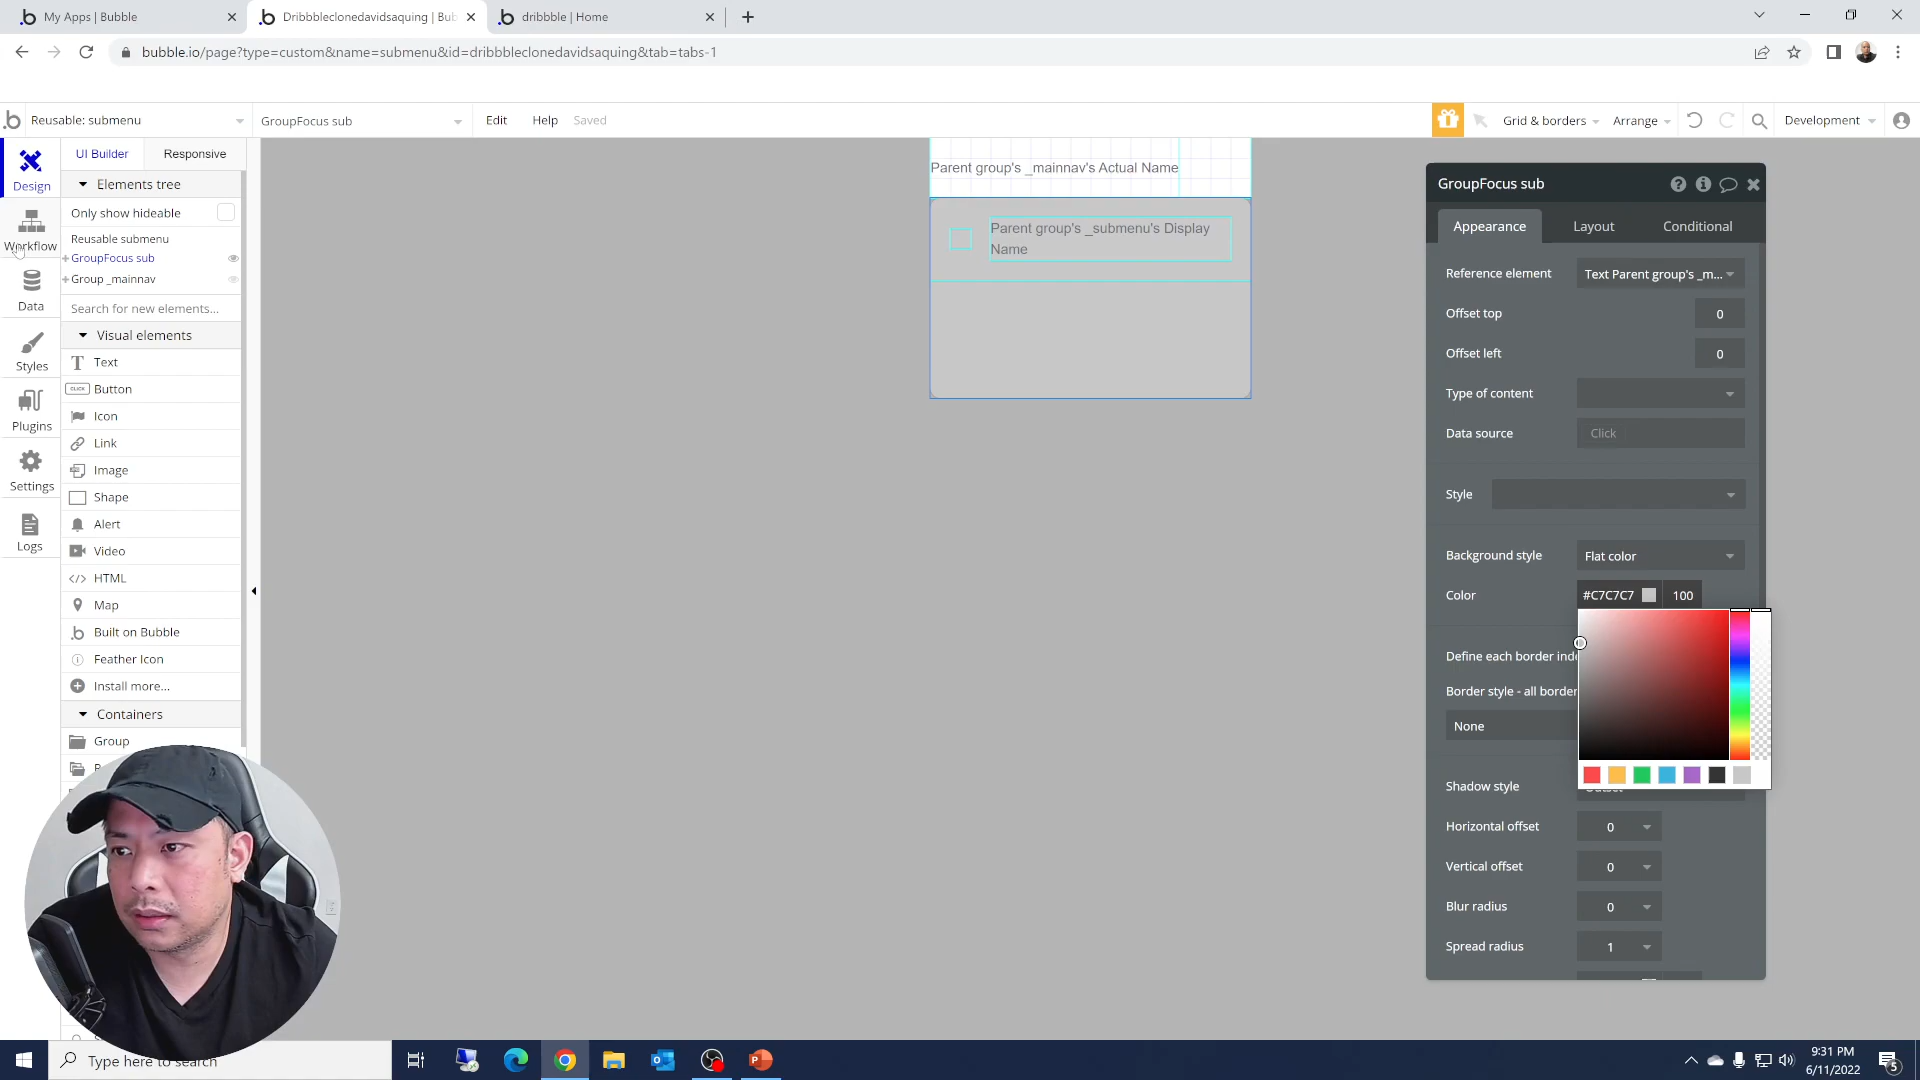 My Apps | Bubble
Dribbbleclonedavidsaquing | Bub
dribbble | Home
bubble.io/page?type=custom&name=submenu&id=dribbbleclonedavidsaquing&tab=tabs-1
Reusable: submenu
GroupFocus sub
Edit
Help
Saved
Grid & borders
Arrange
Development
Design
Workflow
Data
Styles
Plugins
Settings
Logs
UI Builder
Responsive
Elements tree
Only show hideable
Reusable submenu
GroupFocus sub
Group _mainnav
Search for new elements...
Visual elements
Text
CLICK Button
Icon
Link
Image
Shape
Alert
Video
HTML
Map
Built on Bubble
Feather Icon
Install more...
Containers
Group
Parent group's _mainnav's Actual Name
Parent group's _submenu's Display
Name
GroupFocus sub
Appearance
Layout
Conditional
Reference element
Text Parent group's _m...
Offset top
0
Offset left
0
Type of content
Data source
Click
Style
Background style
Flat color
Color
#C7C7C7
100
Define each border inde
Border style - all border
None
Shadow style
Horizontal offset
0
Vertical offset
0
Blur radius
0
Spread radius
1
Type here to search
9:31 PM
6/11/2022
5